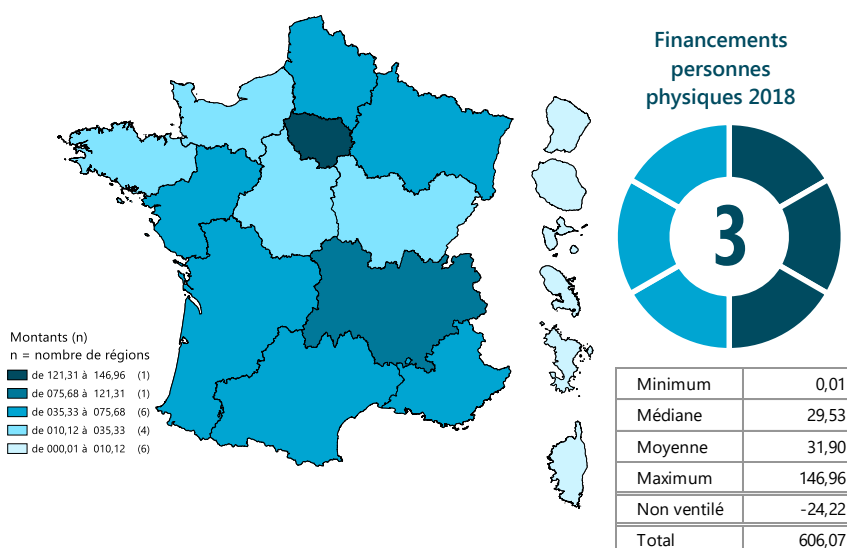 Financements
personnes
physiques 2018
3
Montants (n)
n = nombre de régions
de 121,31 à 146,96 (1)
de 075,68 à 121,31 (1)
de 035,33 à 075,68 (6)
de 010,12 à 035,33 (4)
de 000,01 à 010,12 (6)
Minimum 0,01
Médiane 29,53
Moyenne 31,90
Maximum 146,96
Non ventilé -24,22
Total 606,07